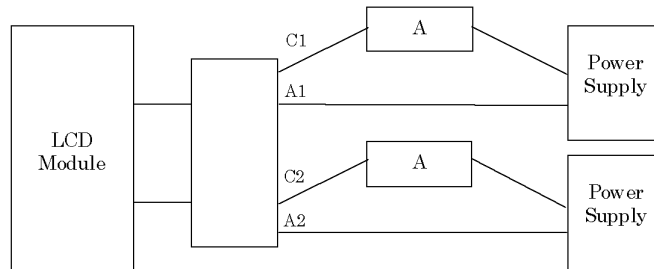 C1
A
Power
Supply
A1
LCD
Module
C2
A
A2
Power
Supply